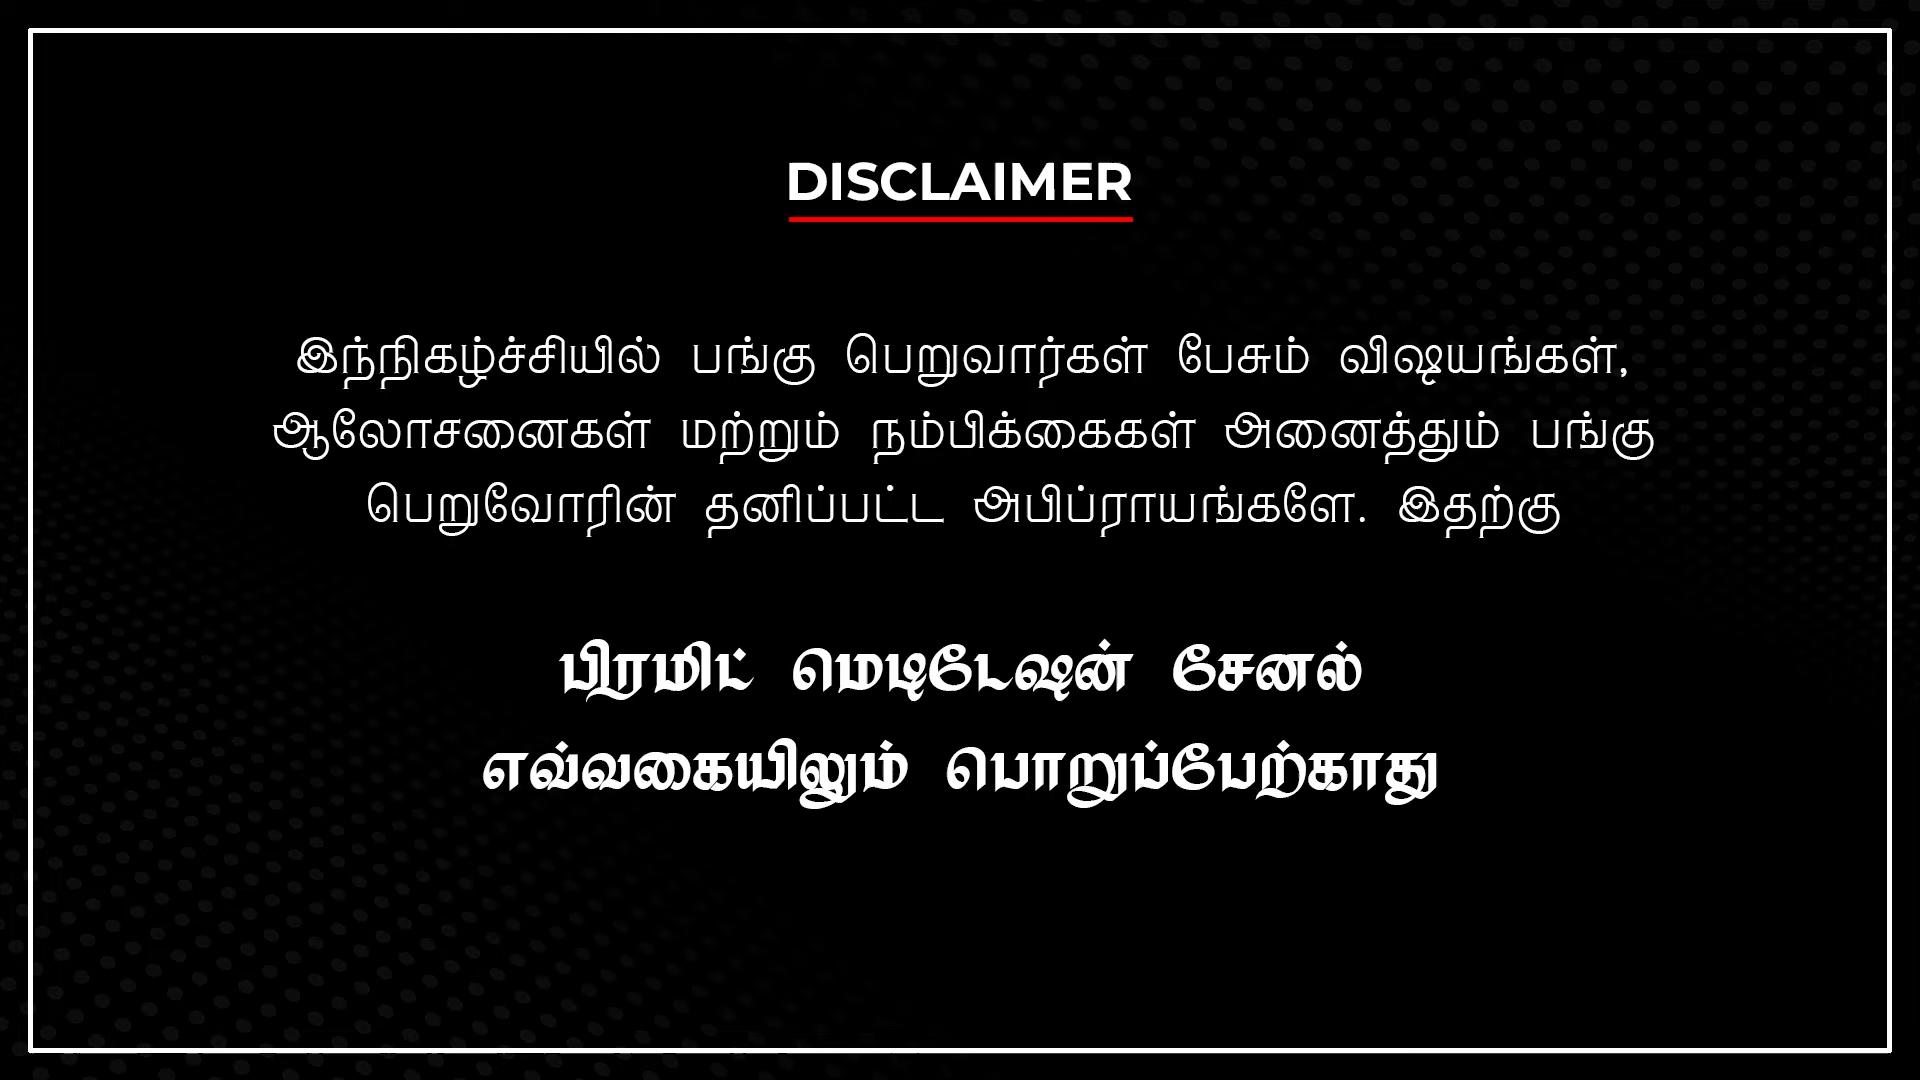 DISCLAIMER
இந்நிகழ்ச்சியில் பங்கு பெறுவார்கள் பேசும் விஷயங்கள்,
ஆலோசனைகள் மற்றும் நம்பிக்கைகள் அனைத்தும் பங்கு
பெறுவோரின் தனிப்பட்ட அபிப்ராயங்களே. இதற்கு
பிரமிட் மெடிடேஷன் சேனல்
எவ்வகையிலும் பொறுப்பேற்காது